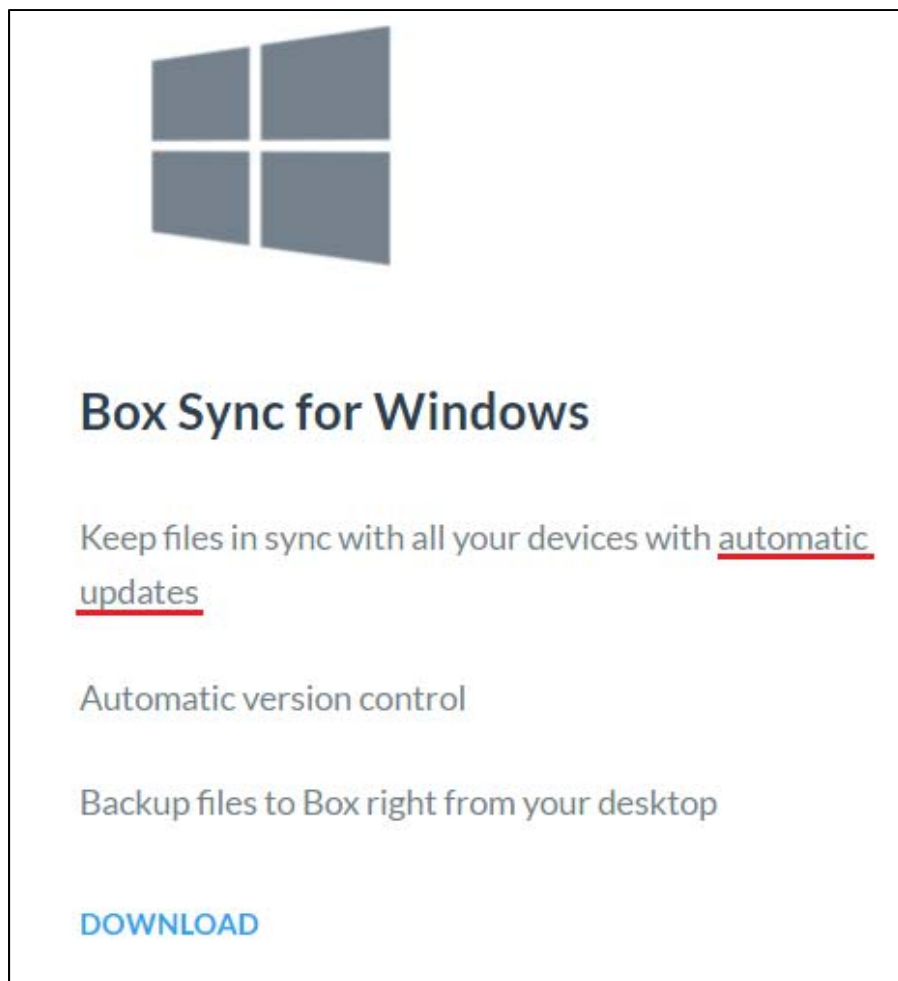 Box Sync for Windows
Keep files in sync with all your devices with automatic
updates
Automatic version control
Backup files to Box right from your desktop
DOWNLOAD